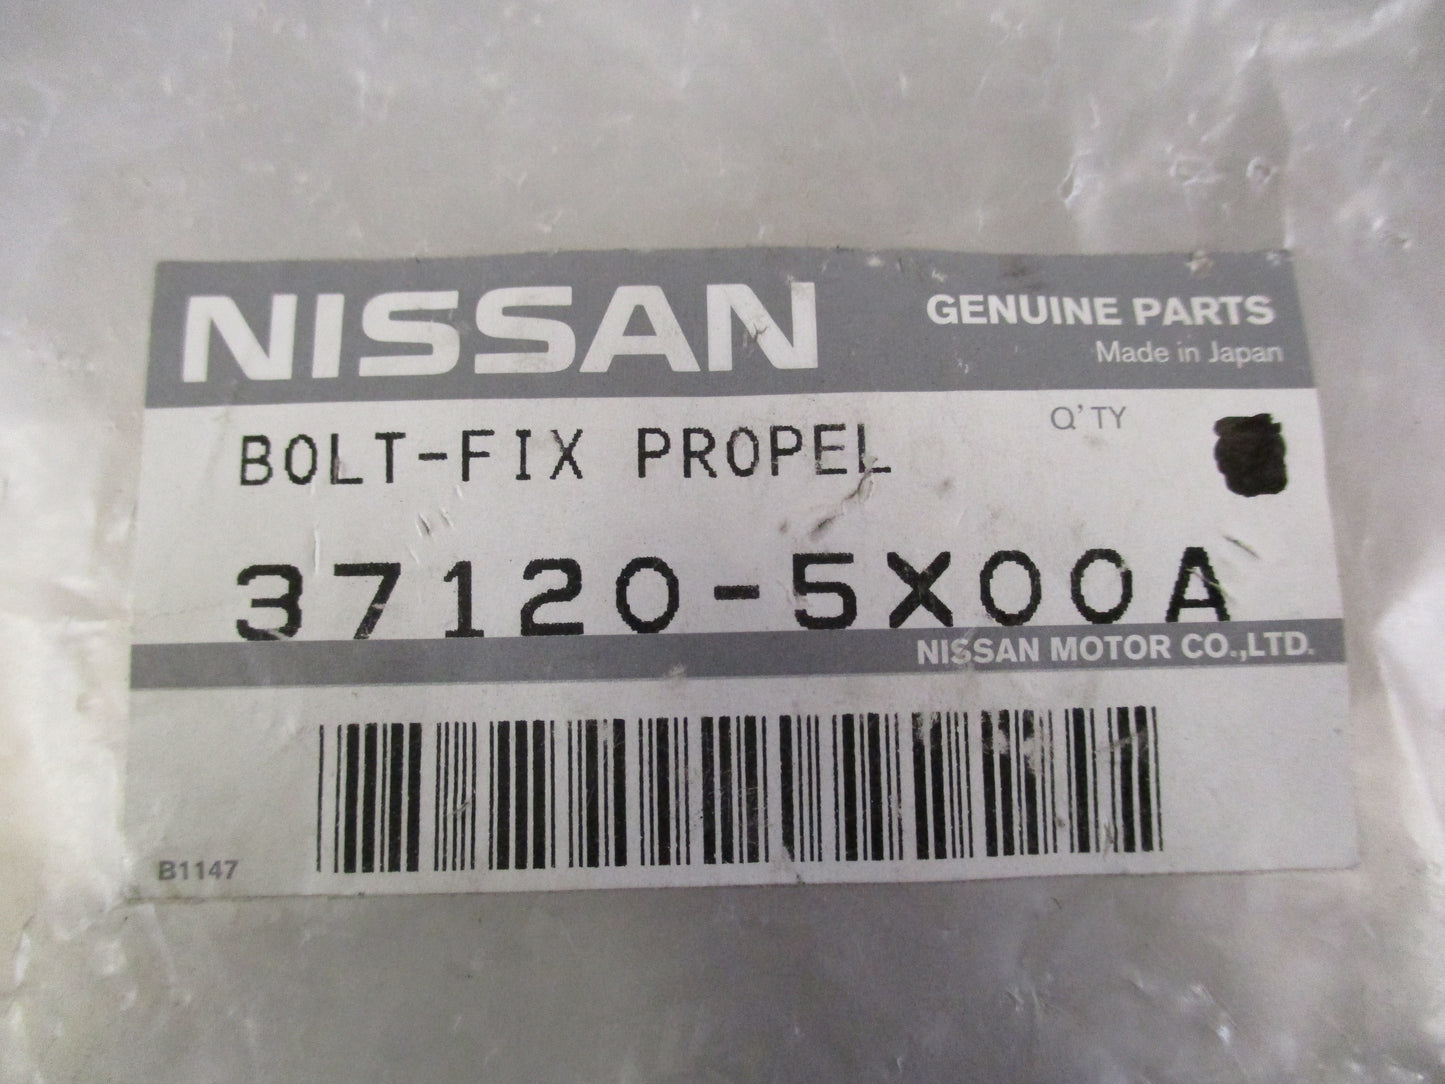 NISSAN
GENUINE PARTS
Made in Japan
BOLT-FIX PROPEL
Q'TY
37120-5X00A
NISSAN MOTOR CO.,LTD.
B1147